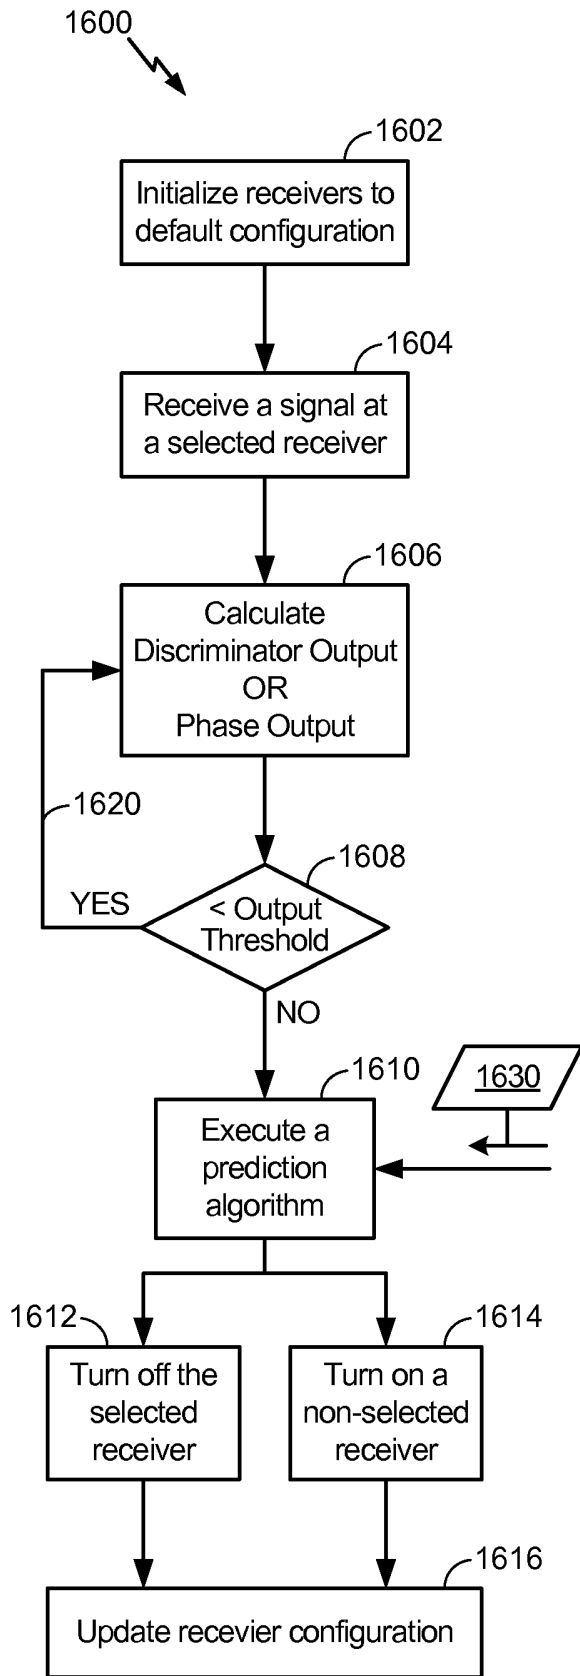 1600
1602
Initialize receivers to
default configuration
1604
Receive a signal at
a selected receiver
1606
Calculate
Discriminator Output
OR
Phase Output
1620
1608
YES
< Output
Threshold
NO
1610
1630
Execute a
prediction
algorithm
1612
1614
Turn off the
selected
receiver
Turn on a
non-selected
receiver
1616
Update recevier configuration